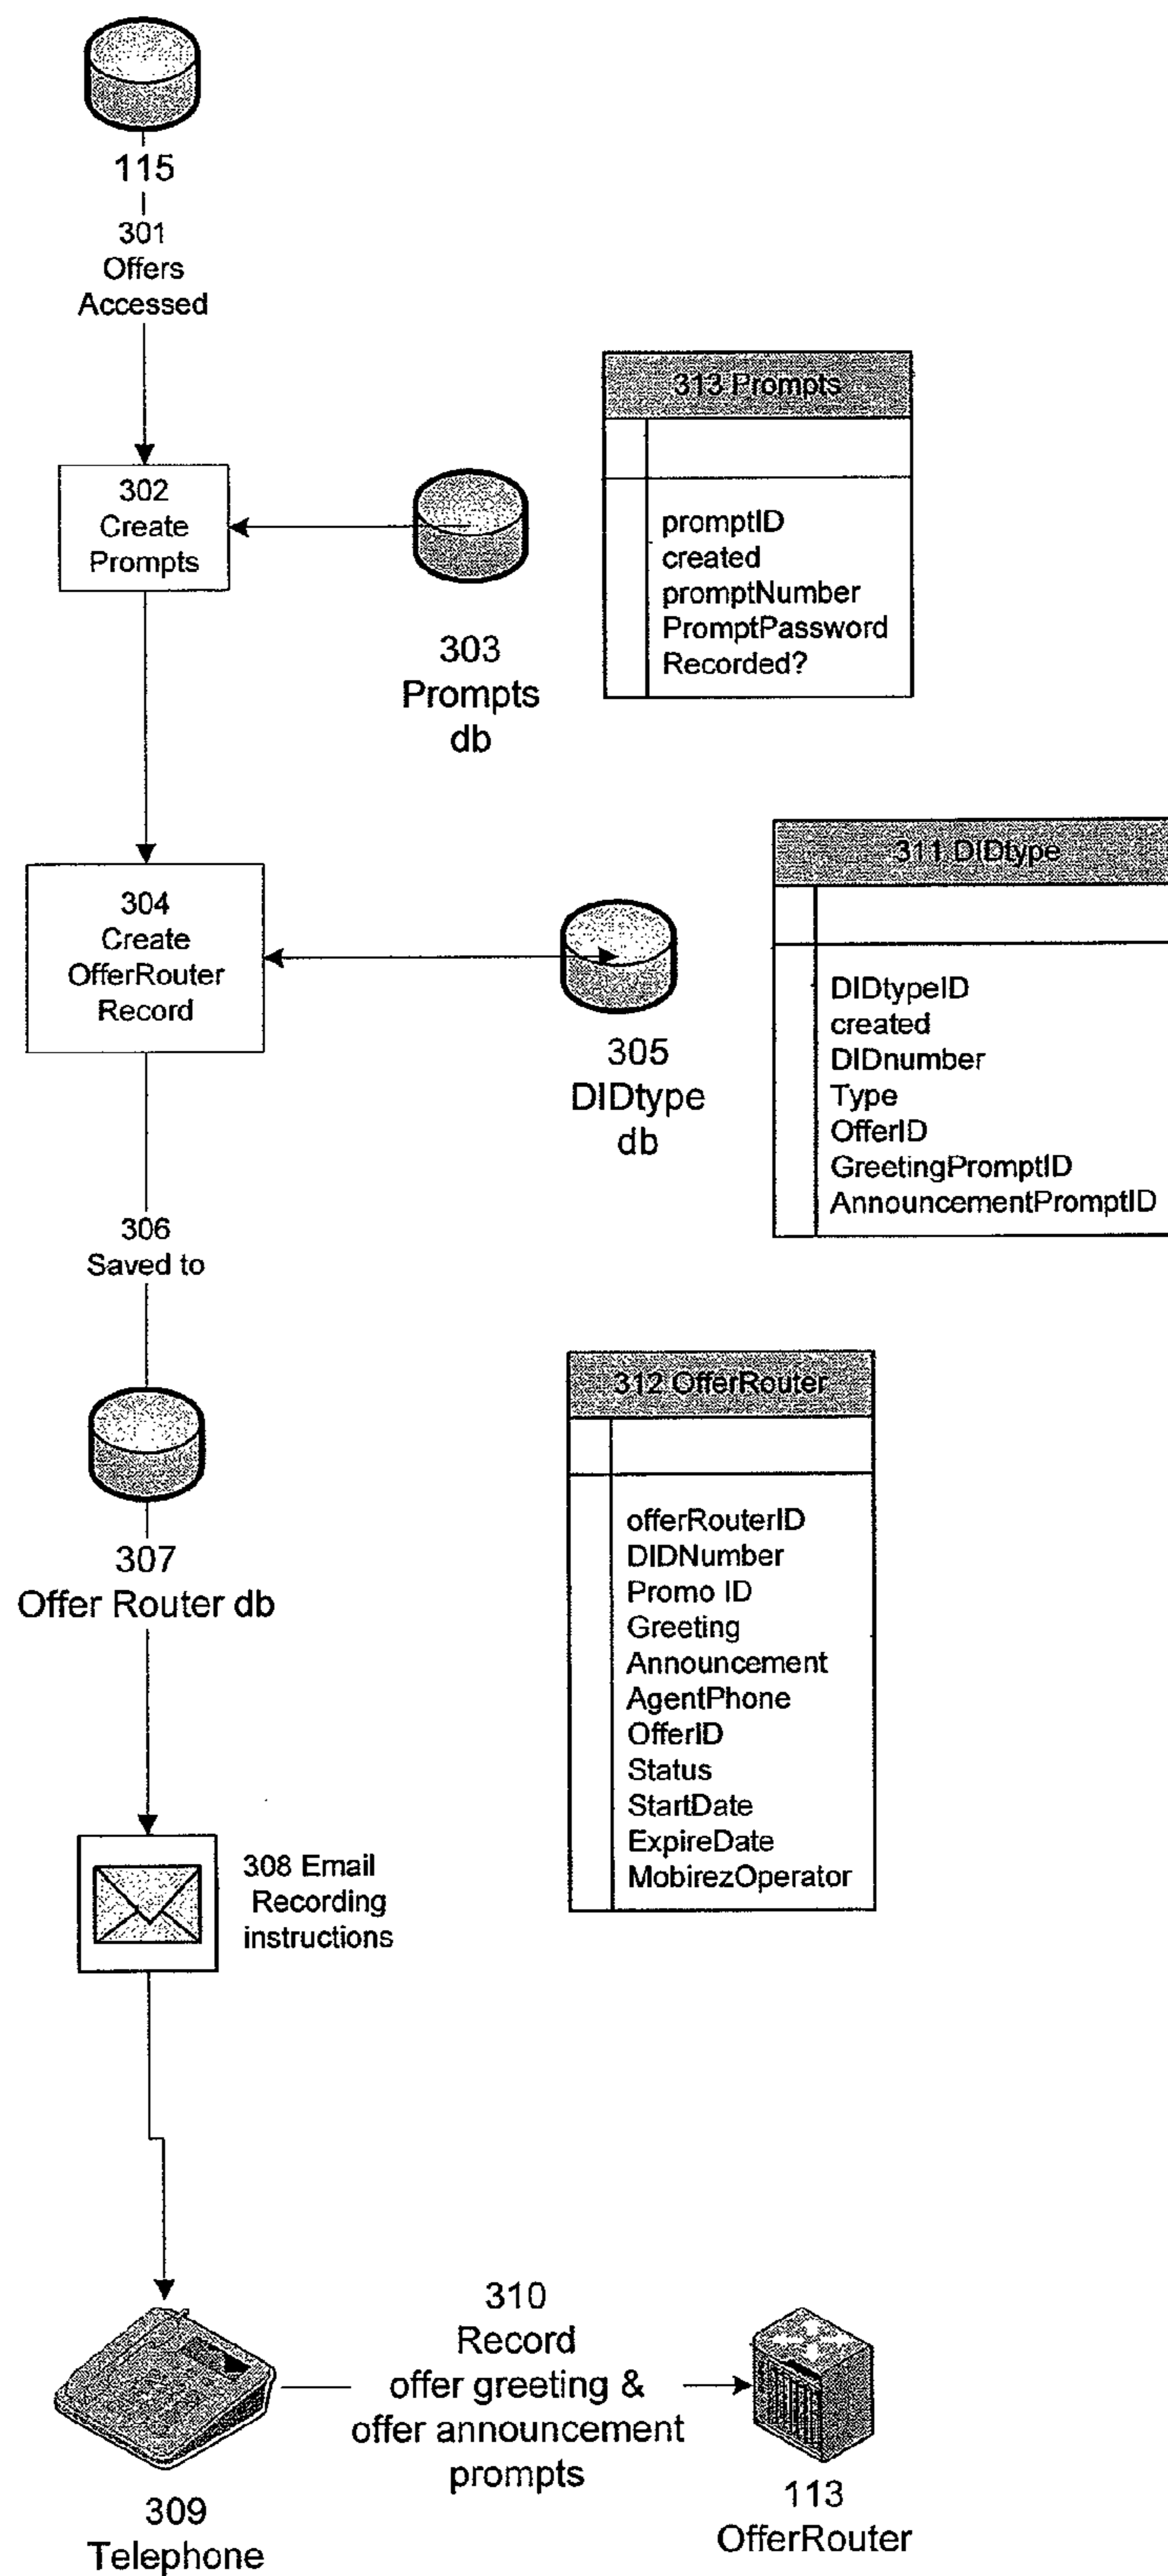 115
301
Offers
Accessed
302
Create
Prompts
303
Prompts
db
313 Prompts
promptID
created
promptNumber
PromptPassword
Recorded?
304
Create
OfferRouter
Record
305
DIDtype
db
311 DIDtype
DIDtypeID
created
DIDnumber
Type
OfferID
GreetingPromptID
AnnouncementPromptID
306
Saved to
307
Offer Router db
312 OfferRouter
offerRouterID
DIDNumber
Promo ID
Greeting
Announcement
AgentPhone
OfferID
Status
StartDate
ExpireDate
MobirezOperator
308 Email
Recording
instructions
309
Telephone
310
Record
offer greeting &
offer announcement
prompts
113
OfferRouter